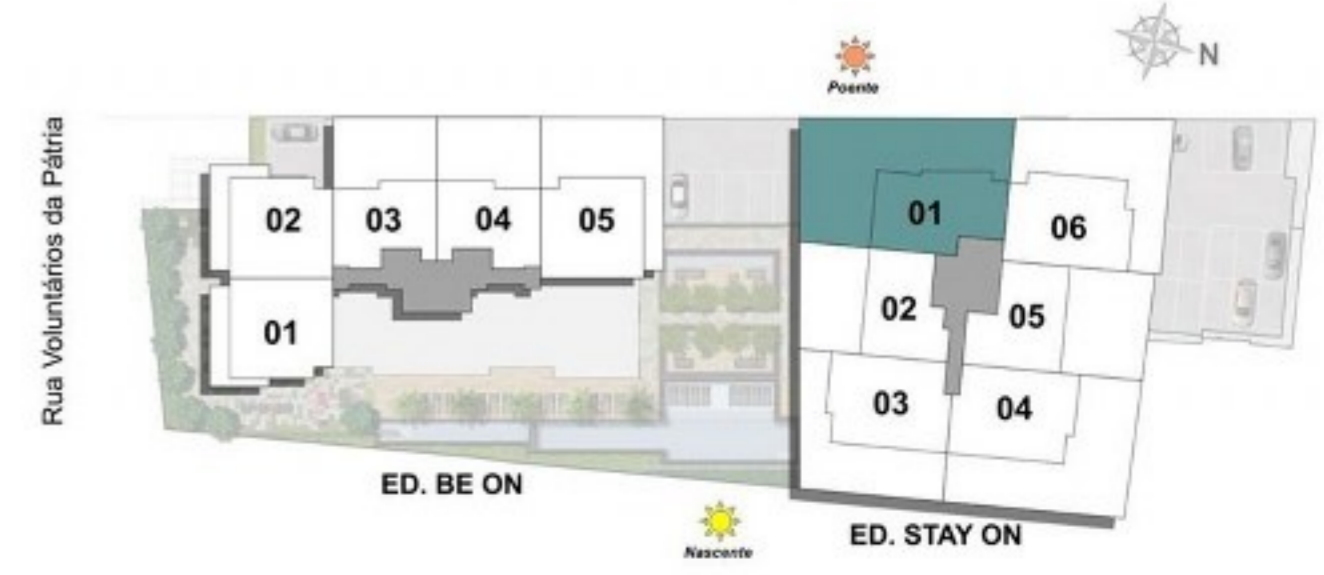 N
Poente
Rua Voluntários da Pátria
02
03
04
05
01
01
06
02
05
03
04
ED. BE ON
ED. STAY ON
Nascente